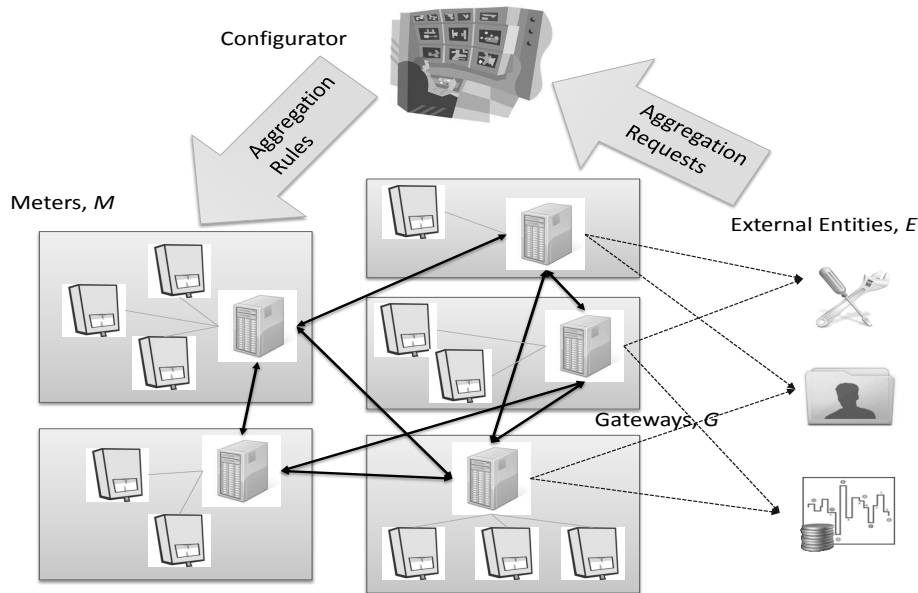 Configurator
Aggregation
Rules
Aggregation
Requests
Meters, M
External Entities, E
Gateways, G